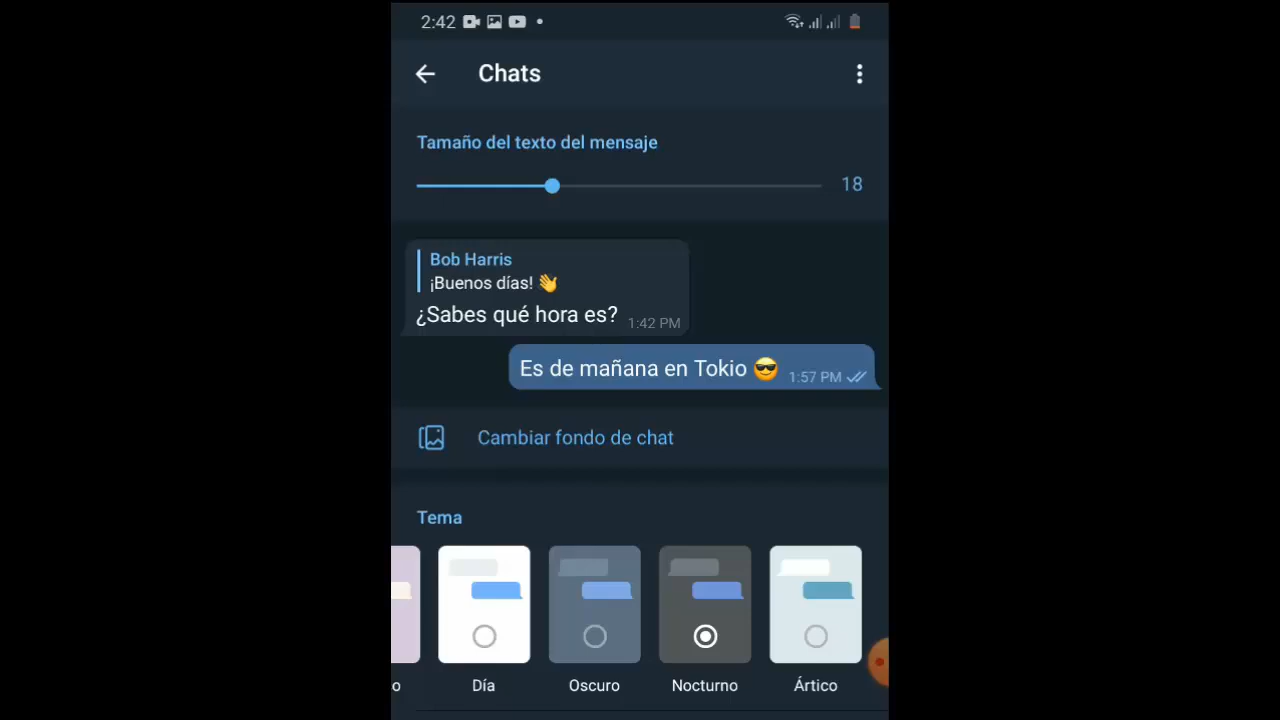 2:42
Chats
Tamaño del texto del mensaje
18
Bob Harris
¡Buenos días! 👋
¿Sabes qué hora es? 1:42 PM
Es de mañana en Tokio 😎 1:57 PM
Cambiar fondo de chat
Tema
o Día Oscuro Nocturno Ártico